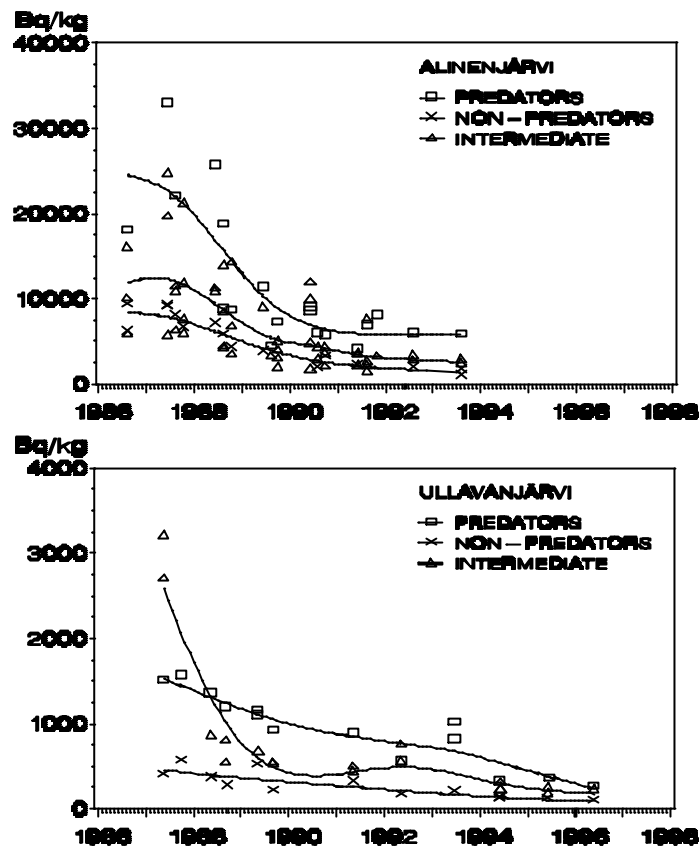 Bq/kg
40000
ALINENJÄRVI
PREDATORS
NON-PREDATORS
INTERMEDIATE
30000
20000
10000
0
1986 1988 1990 1992 1994 1996 1998
Bq/kg
4000
ULLAVANJÄRVI
PREDATORS
NON-PREDATORS
INTERMEDIATE
3000
2000
1000
0
1986 1988 1990 1992 1994 1996 1998